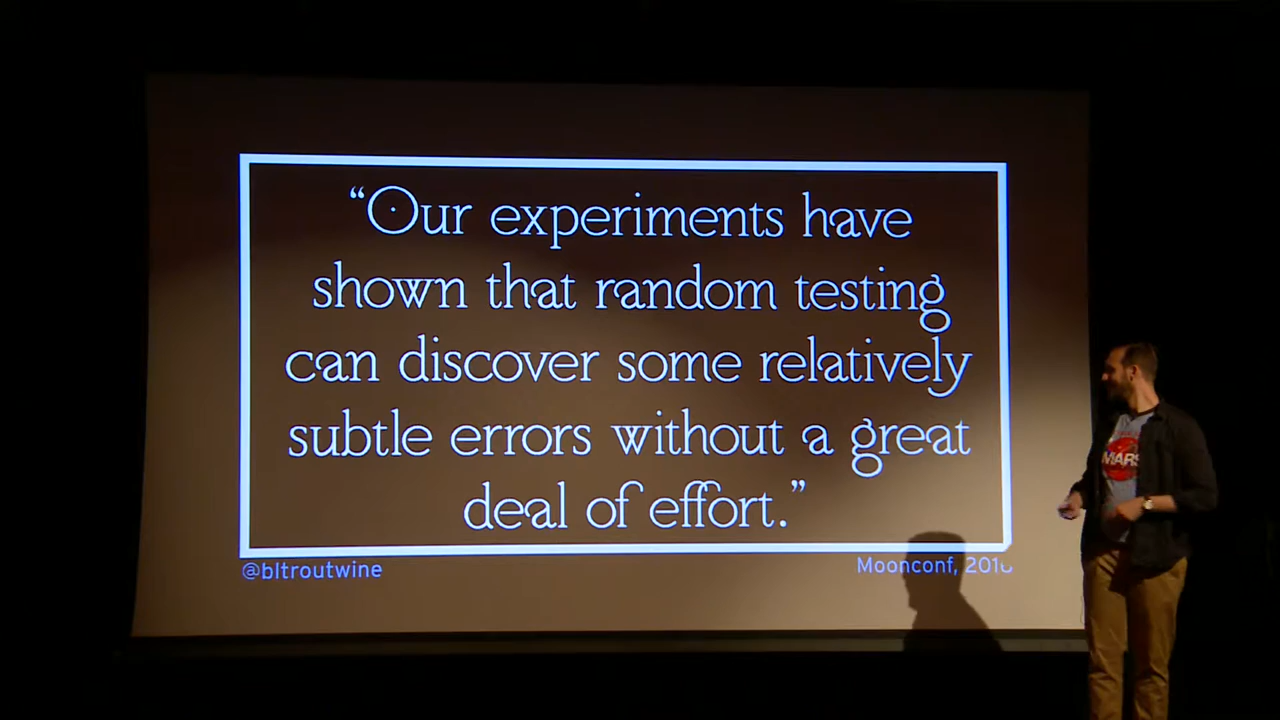 “Our experiments have
shown that random testing
can discover some relatively
subtle errors without a great
deal of effort.”
@bltroutwine
Moonconf,
MARS